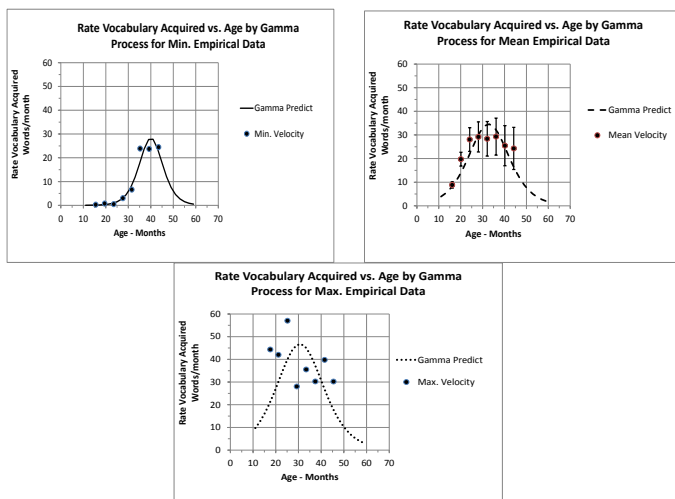 Rate Vocabulary Acquired vs. Age by Gamma
Process for Min. Empirical Data
Rate Vocabulary Acquired
Words/month
60
50
40
30
20
10
0
0 10 20 30 40 50 60 70
Age - Months
Gamma Predict
Min. Velocity
Rate Vocabulary Acquired vs. Age by Gamma
Process for Mean Empirical Data
Rate Vocabulary Acquired
Words/month
60
50
40
30
20
10
0
0 10 20 30 40 50 60 70
Age - Months
Gamma Predict
Mean Velocity
Rate Vocabulary Acquired vs. Age by Gamma
Process for Max. Empirical Data
Rate Vocabulary Acquired
Words/month
60
50
40
30
20
10
0
0 10 20 30 40 50 60 70
Age - Months
Gamma Predict
Max. Velocity